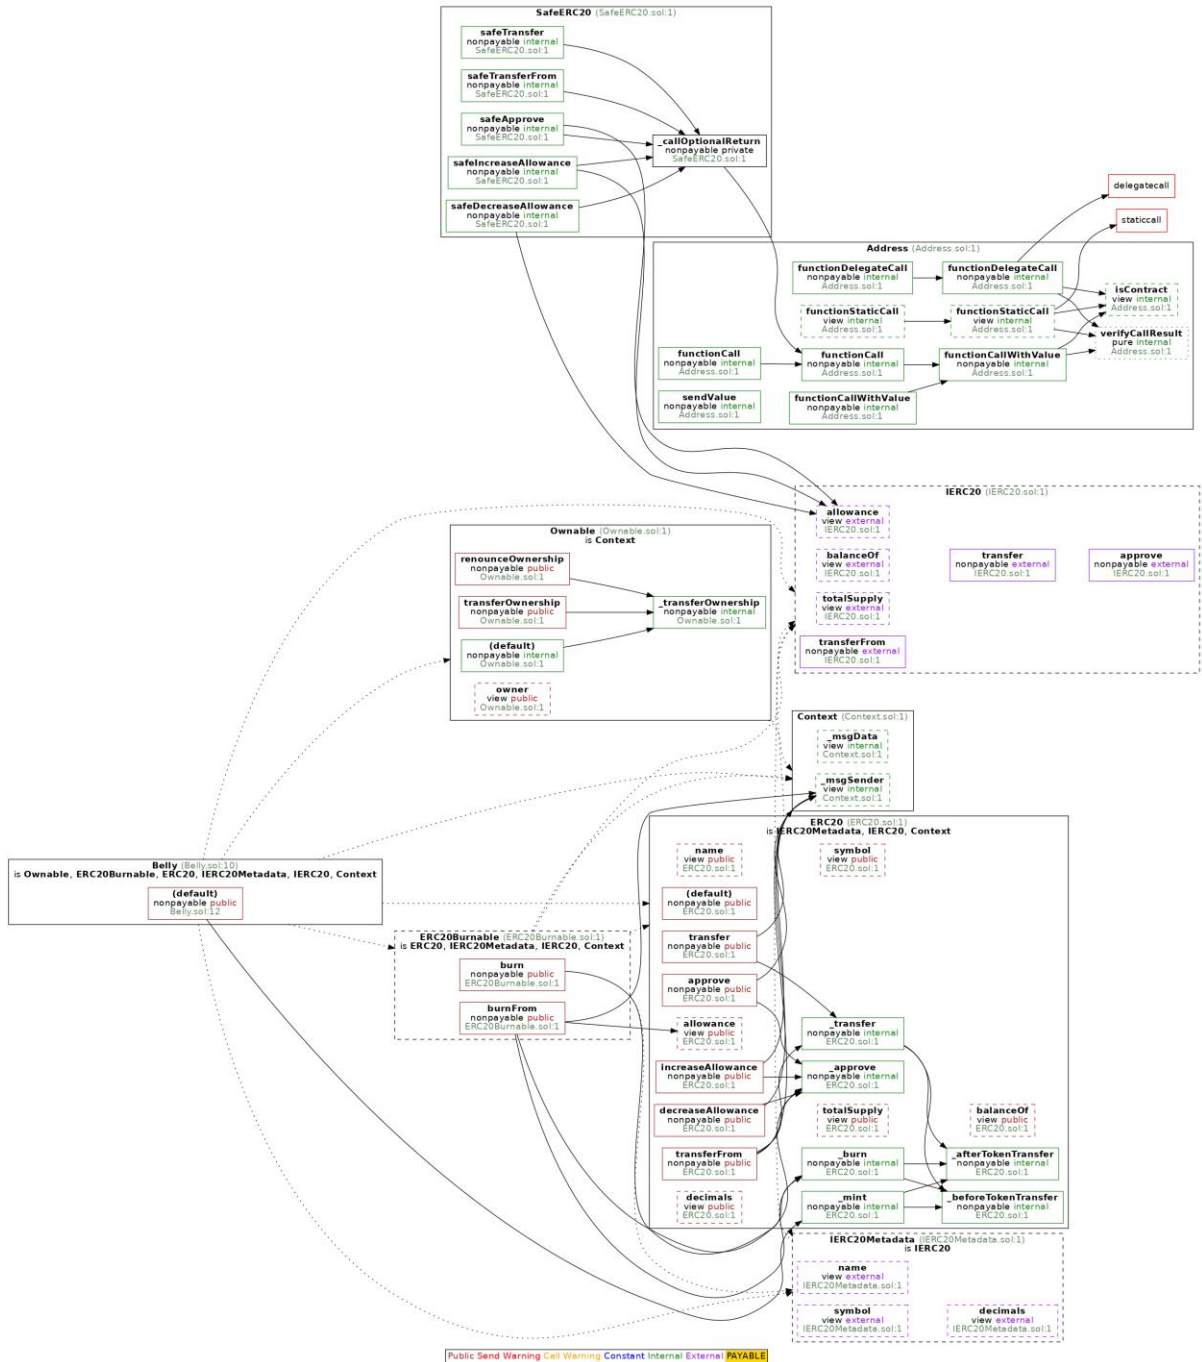 SafeERC20 (SafeERC20.sol:1)
safeTransfer
nonpayable internal
SafeERC20.sol:1
safeTransferFrom
nonpayable internal
SafeERC20.sol:1
safeApprove
nonpayable internal
SafeERC20.sol:1
_callOptionalReturn
nonpayable private
SafeERC20.sol:1
safeIncreaseAllowance
nonpayable internal
SafeERC20.sol:1
safeDecreaseAllowance
nonpayable internal
SafeERC20.sol:1
delegatecall
staticcall
Address (Address.sol:1)
functionDelegateCall
nonpayable internal
Address.sol:1
functionDelegateCall
nonpayable internal
Address.sol:1
isContract
view internal
Address.sol:1
functionStaticCall
view internal
Address.sol:1
functionStaticCall
view internal
Address.sol:1
verifyCallResult
pure internal
Address.sol:1
functionCall
nonpayable internal
Address.sol:1
functionCall
nonpayable internal
Address.sol:1
functionCallWithValue
nonpayable internal
Address.sol:1
sendValue
nonpayable internal
Address.sol:1
functionCallWithValue
nonpayable internal
Address.sol:1
IERC20 (IERC20.sol:1)
allowance
view external
IERC20.sol:1
balanceOf
view external
IERC20.sol:1
transfer
nonpayable external
IERC20.sol:1
approve
nonpayable external
IERC20.sol:1
totalSupply
view external
IERC20.sol:1
transferFrom
nonpayable external
IERC20.sol:1
Ownable (Ownable.sol:1)
is Context
renounceOwnership
nonpayable public
Ownable.sol:1
transferOwnership
nonpayable public
Ownable.sol:1
_transferOwnership
nonpayable internal
Ownable.sol:1
(default)
nonpayable internal
Ownable.sol:1
owner
view public
Ownable.sol:1
Context (Context.sol:1)
_msgData
view internal
Context.sol:1
_msgSender
view internal
Context.sol:1
Belly (Belly.sol:10)
is Ownable, ERC20Burnable, ERC20, IERC20Metadata, IERC20, Context
(default)
nonpayable public
Belly.sol:12
ERC20Burnable (ERC20Burnable.sol:1)
is ERC20, IERC20Metadata, IERC20, Context
burn
nonpayable public
ERC20Burnable.sol:1
burnFrom
nonpayable public
ERC20Burnable.sol:1
ERC20 (ERC20.sol:1)
is IERC20Metadata, IERC20, Context
name
view public
ERC20.sol:1
symbol
view public
ERC20.sol:1
(default)
nonpayable public
ERC20.sol:1
transfer
nonpayable public
ERC20.sol:1
approve
nonpayable public
ERC20.sol:1
allowance
view public
ERC20.sol:1
_transfer
nonpayable internal
ERC20.sol:1
increaseAllowance
nonpayable public
ERC20.sol:1
_approve
nonpayable internal
ERC20.sol:1
decreaseAllowance
nonpayable public
ERC20.sol:1
totalSupply
view public
ERC20.sol:1
balanceOf
view public
ERC20.sol:1
transferFrom
nonpayable public
ERC20.sol:1
_burn
nonpayable internal
ERC20.sol:1
_afterTokenTransfer
nonpayable internal
ERC20.sol:1
decimals
view public
ERC20.sol:1
_mint
nonpayable internal
ERC20.sol:1
_beforeTokenTransfer
nonpayable internal
ERC20.sol:1
IERC20Metadata (IERC20Metadata.sol:1)
is IERC20
name
view external
IERC20Metadata.sol:1
symbol
view external
IERC20Metadata.sol:1
decimals
view external
IERC20Metadata.sol:1
Public Send Warning Call Warning Constant Internal External PAYABLE